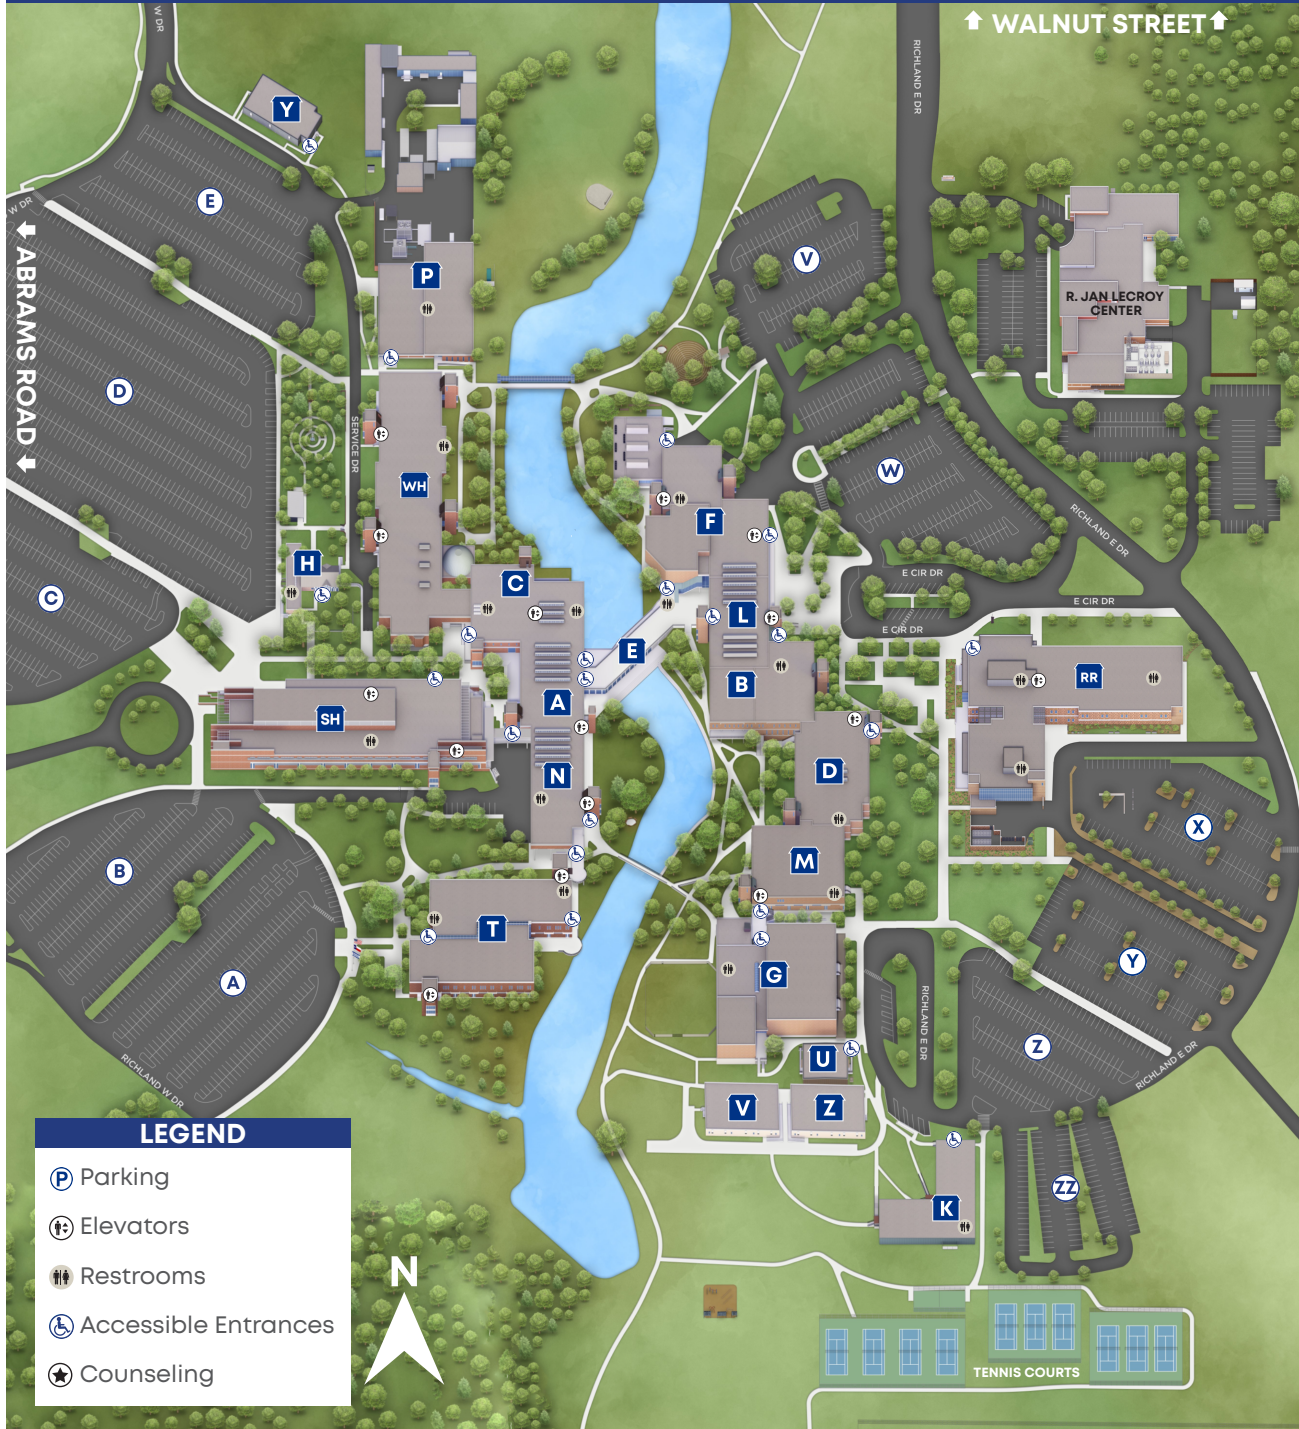 ↑ WALNUT STREET ↑
W DR
RICHLAND E DR
Y
E
W DR
← ABRAMS ROAD ←
P
V
R. JAN LECROY
CENTER
D
SERVICE DR
WH
W
F
RICHLAND E DR
H
C
C
E CIR DR
E CIR DR
E CIR DR
L
E
B
RR
A
SH
N
D
X
B
M
T
G
Y
A
RICHLAND E DR
Z
U
RICHLAND E DR
RICHLAND W DR
V
Z
ZZ
K
LEGEND
P Parking
Elevators
Restrooms
Accessible Entrances
Counseling
N
TENNIS COURTS